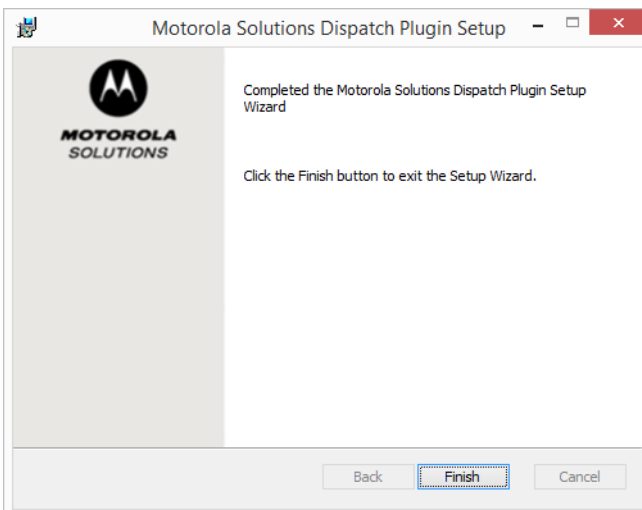 Motorola Solutions Dispatch Plugin Setup
MOTOROLA
SOLUTIONS
Completed the Motorola Solutions Dispatch Plugin Setup
Wizard
Click the Finish button to exit the Setup Wizard.
Back Finish Cancel